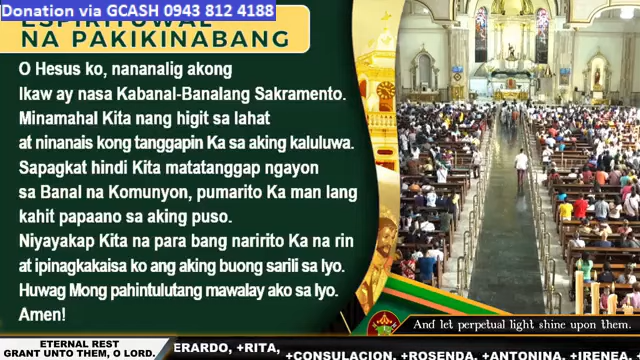 Donation via GCASH 0943 812 4188
ESPIRITUWAL
NA PAKIKINABANG
O Hesus ko, nananalig akong
Ikaw ay nasa Kabanal-Banalang Sakramento.
Minamahal Kita nang higit sa lahat
at ninanais kong tanggapin Ka sa aking kaluluwa.
Sapagkat hindi Kita matatanggap ngayon
sa Banal na Komunyon, pumarito Ka man lang
kahit papaano sa aking puso.
Niyayakap Kita na para bang naririto Ka na rin
at ipinagkakaisa ko ang aking buong sarili sa Iyo.
Huwag Mong pahintulutang mawalay ako sa Iyo.
Amen!
And let perpetual light shine upon them.
ETERNAL REST
GRANT UNTO THEM, O LORD.
ERARDO, +RITA,
+CONSULACION, +ROSENDA, +ANTONINA, +IRENEA,